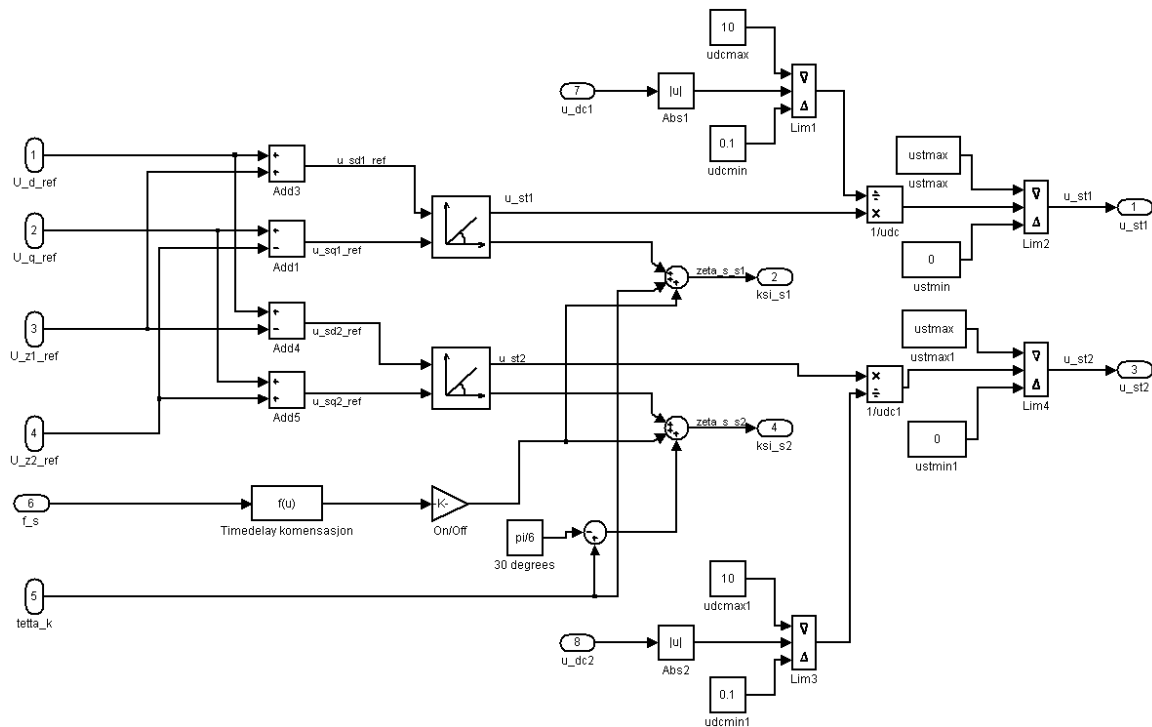 10
udcmax
7
u_dc1
|u|
Abs1
Lim1
0.1
udcmin
1
U_d_ref
Add3
u_sd1_ref
ustmax
ustmax
u_st1
÷
×
1/udc
Lim2
u_st1
1
u_st1
2
U_q_ref
Add1
u_sq1_ref
0
ustmin
zeta_s_s1
2
ksi_s1
3
U_z1_ref
Add4
u_sd2_ref
ustmax
ustmax1
u_st2
×
÷
1/udc1
Lim4
u_st2
3
u_st2
Add5
u_sq2_ref
4
U_z2_ref
zeta_s_s2
4
ksi_s2
0
ustmin1
6
f_s
f(u)
Timedelay komensasjon
-K-
On/Off
pi/6
30 degrees
5
tetta_k
10
udcmax1
8
u_dc2
|u|
Abs2
Lim3
0.1
udcmin1